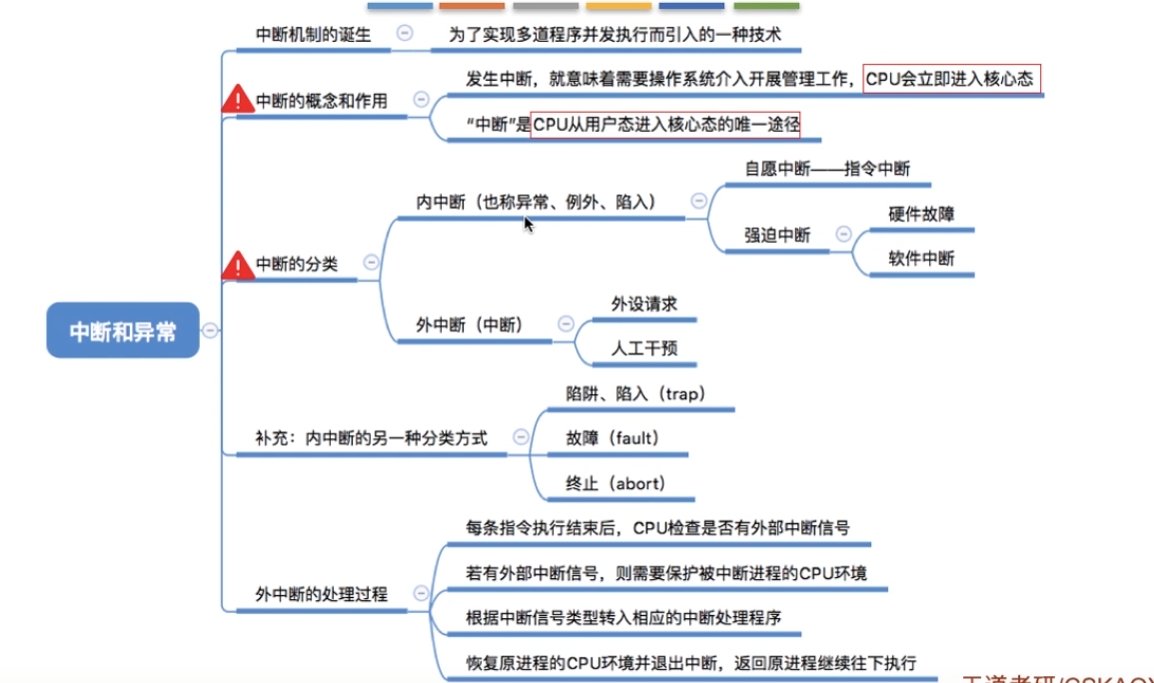 中断机制的诞生
为了实现多道程序并发执行而引入的一种技术
中断的概念和作用
发生中断，就意味着需要操作系统介入开展管理工作，CPU会立即进入核心态
“中断”是CPU从用户态进入核心态的唯一途径
中断和异常
中断的分类
内中断（也称异常、例外、陷入）
自愿中断——指令中断
强迫中断
硬件故障
软件中断
外中断（中断）
外设请求
人工干预
补充：内中断的另一种分类方式
陷阱、陷入（trap）
故障（fault）
终止（abort）
外中断的处理过程
每条指令执行结束后，CPU检查是否有外部中断信号
若有外部中断信号，则需要保护被中断进程的CPU环境
根据中断信号类型转入相应的中断处理程序
恢复原进程的CPU环境并退出中断，返回原进程继续往下执行